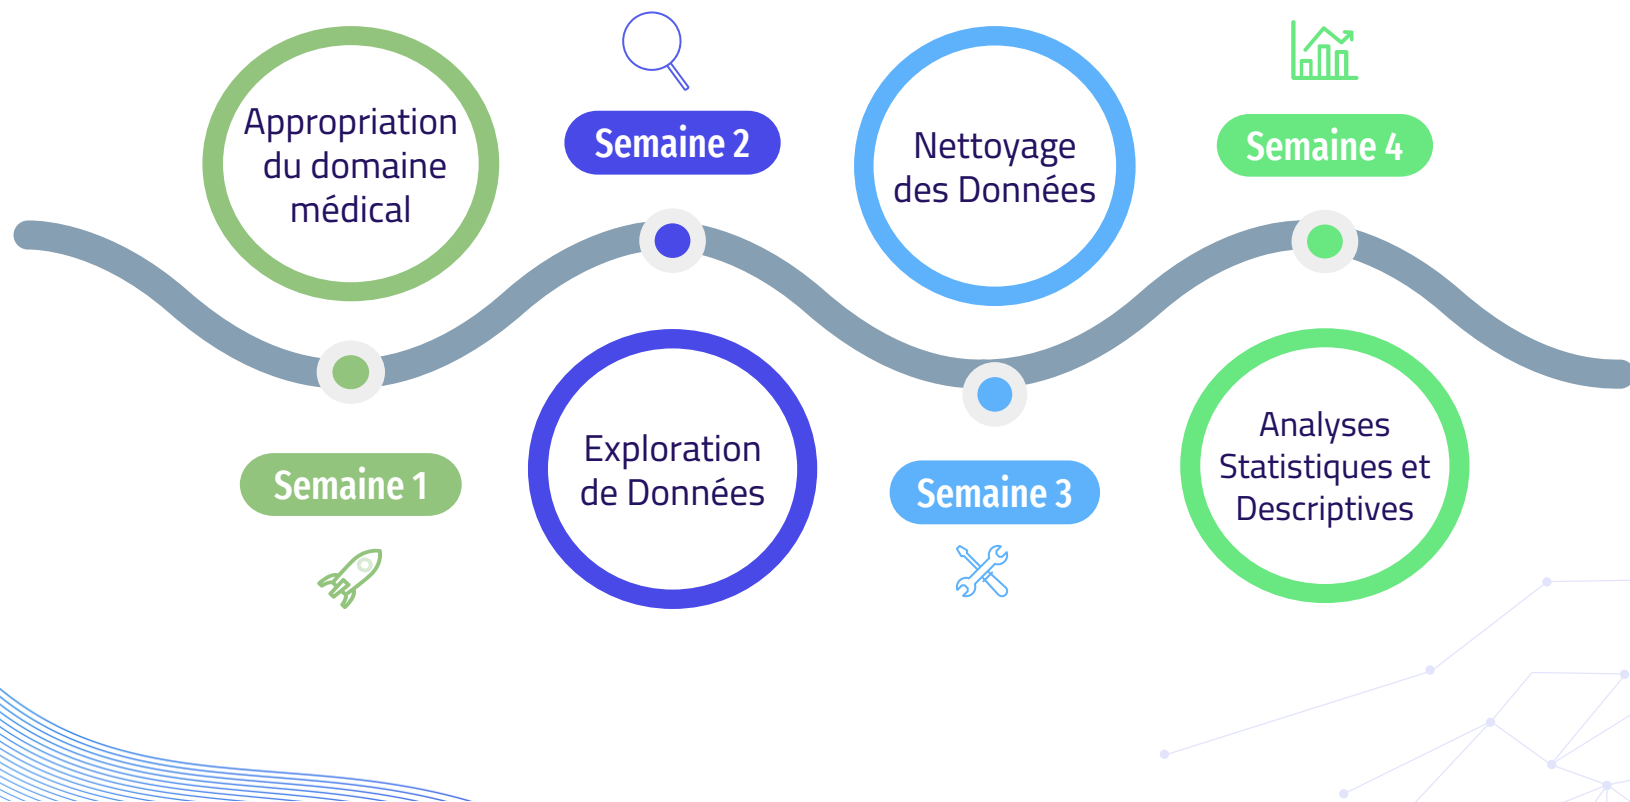 Appropriation
du domaine
médical
Semaine 1
Semaine 2
Exploration
de Données
Nettoyage
des Données
Semaine 3
Semaine 4
Analyses
Statistiques et
Descriptives